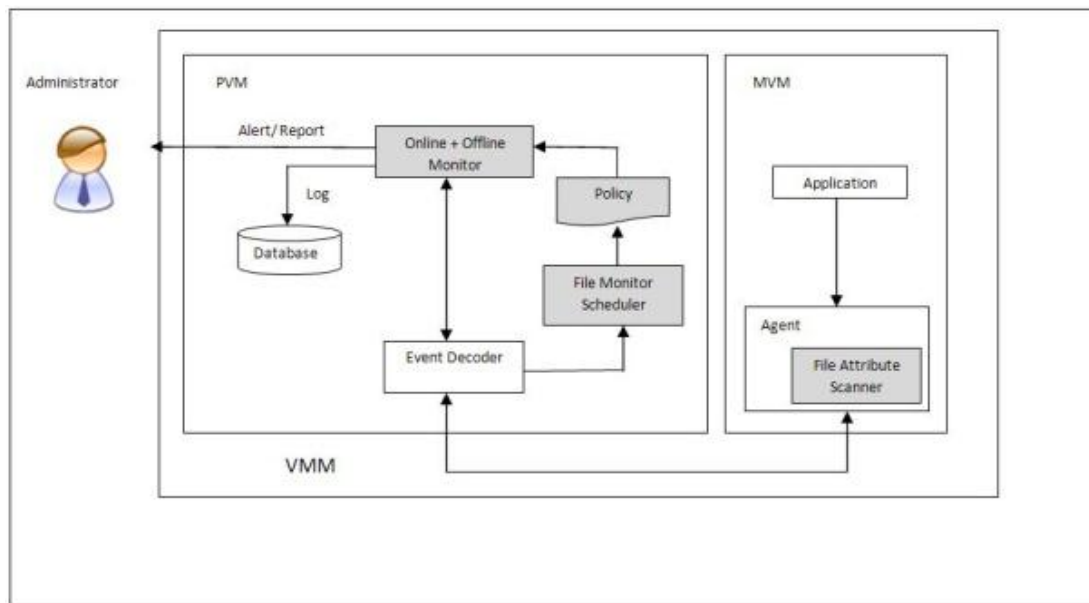 Administrator
PVM
MVM
Alert/ Report
Online + Offline
Monitor
Log
Policy
Application
Database
File Monitor
Scheduler
Agent
Event Decoder
File Attribute
Scanner
VMM